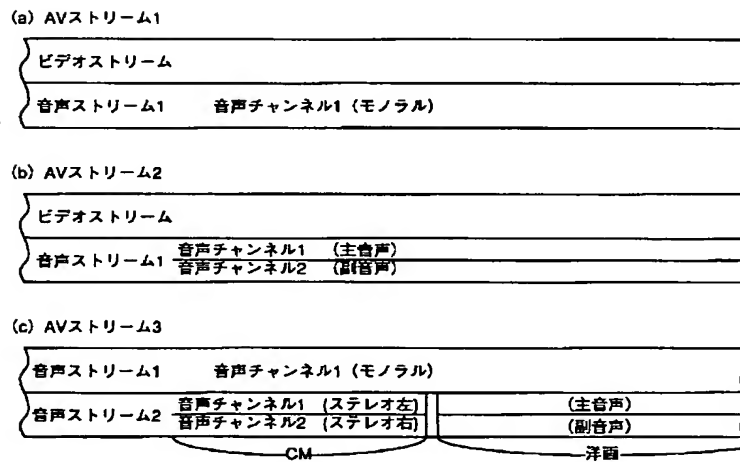 (a) AVストリーム1
ビデオストリーム
音声ストリーム1 音声チャンネル1 (モノラル)
(b) AVストリーム2
ビデオストリーム
音声ストリーム1
音声チャンネル1 (主音声)
音声チャンネル2 (副音声)
(c) AVストリーム3
音声ストリーム1 音声チャンネル1 (モノラル)
音声ストリーム2
音声チャンネル1 (ステレオ左) (主音声)
音声チャンネル2 (ステレオ右) (副音声)
CM 洋画